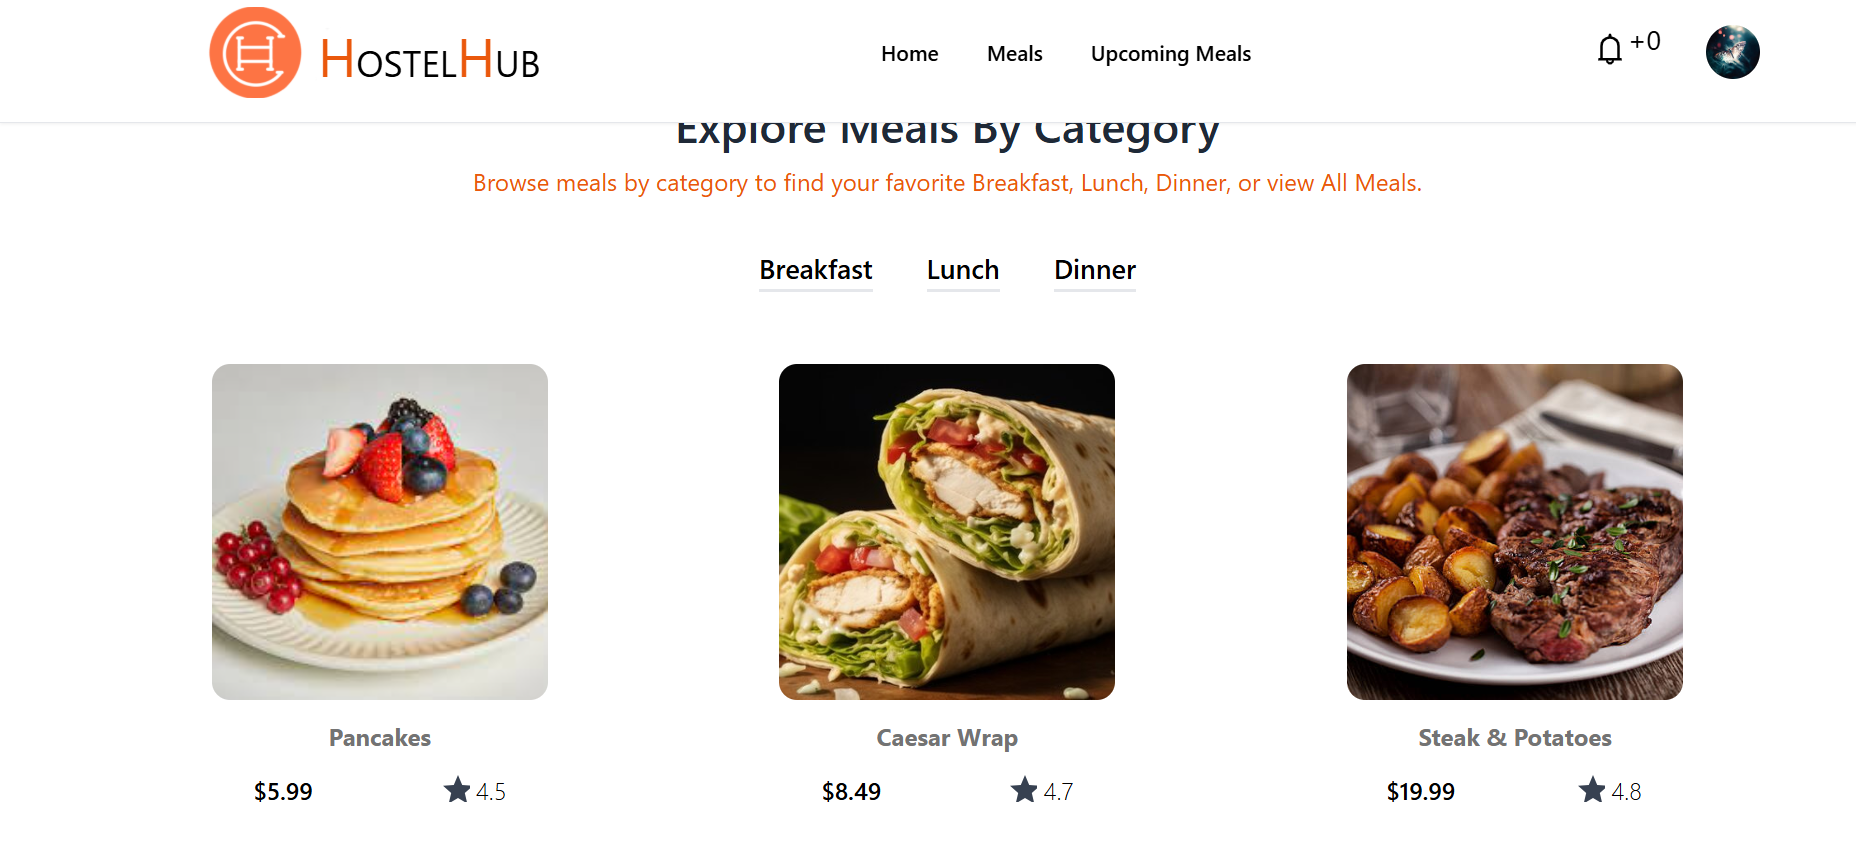 HostelHub
Home Meals Upcoming Meals
+0
Explore Meals By Category
Browse meals by category to find your favorite Breakfast, Lunch, Dinner, or view All Meals.
Breakfast Lunch Dinner
Pancakes
$5.99 4.5
Caesar Wrap
$8.49 4.7
Steak & Potatoes
$19.99 4.8